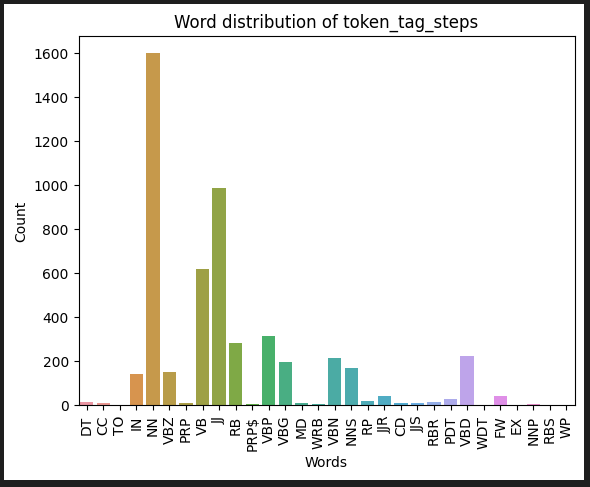 Word distribution of token_tag_steps
1600
1400
1200
1000
800
600
400
200
0
Count
DT CC TO IN NN VBZ PRP VB JJ RB PRP$ VBP VBG MD WRB VBN NNS RP JJR CD JJS RBR PDT VBD WDT FW EX NNP RBS WP
Words